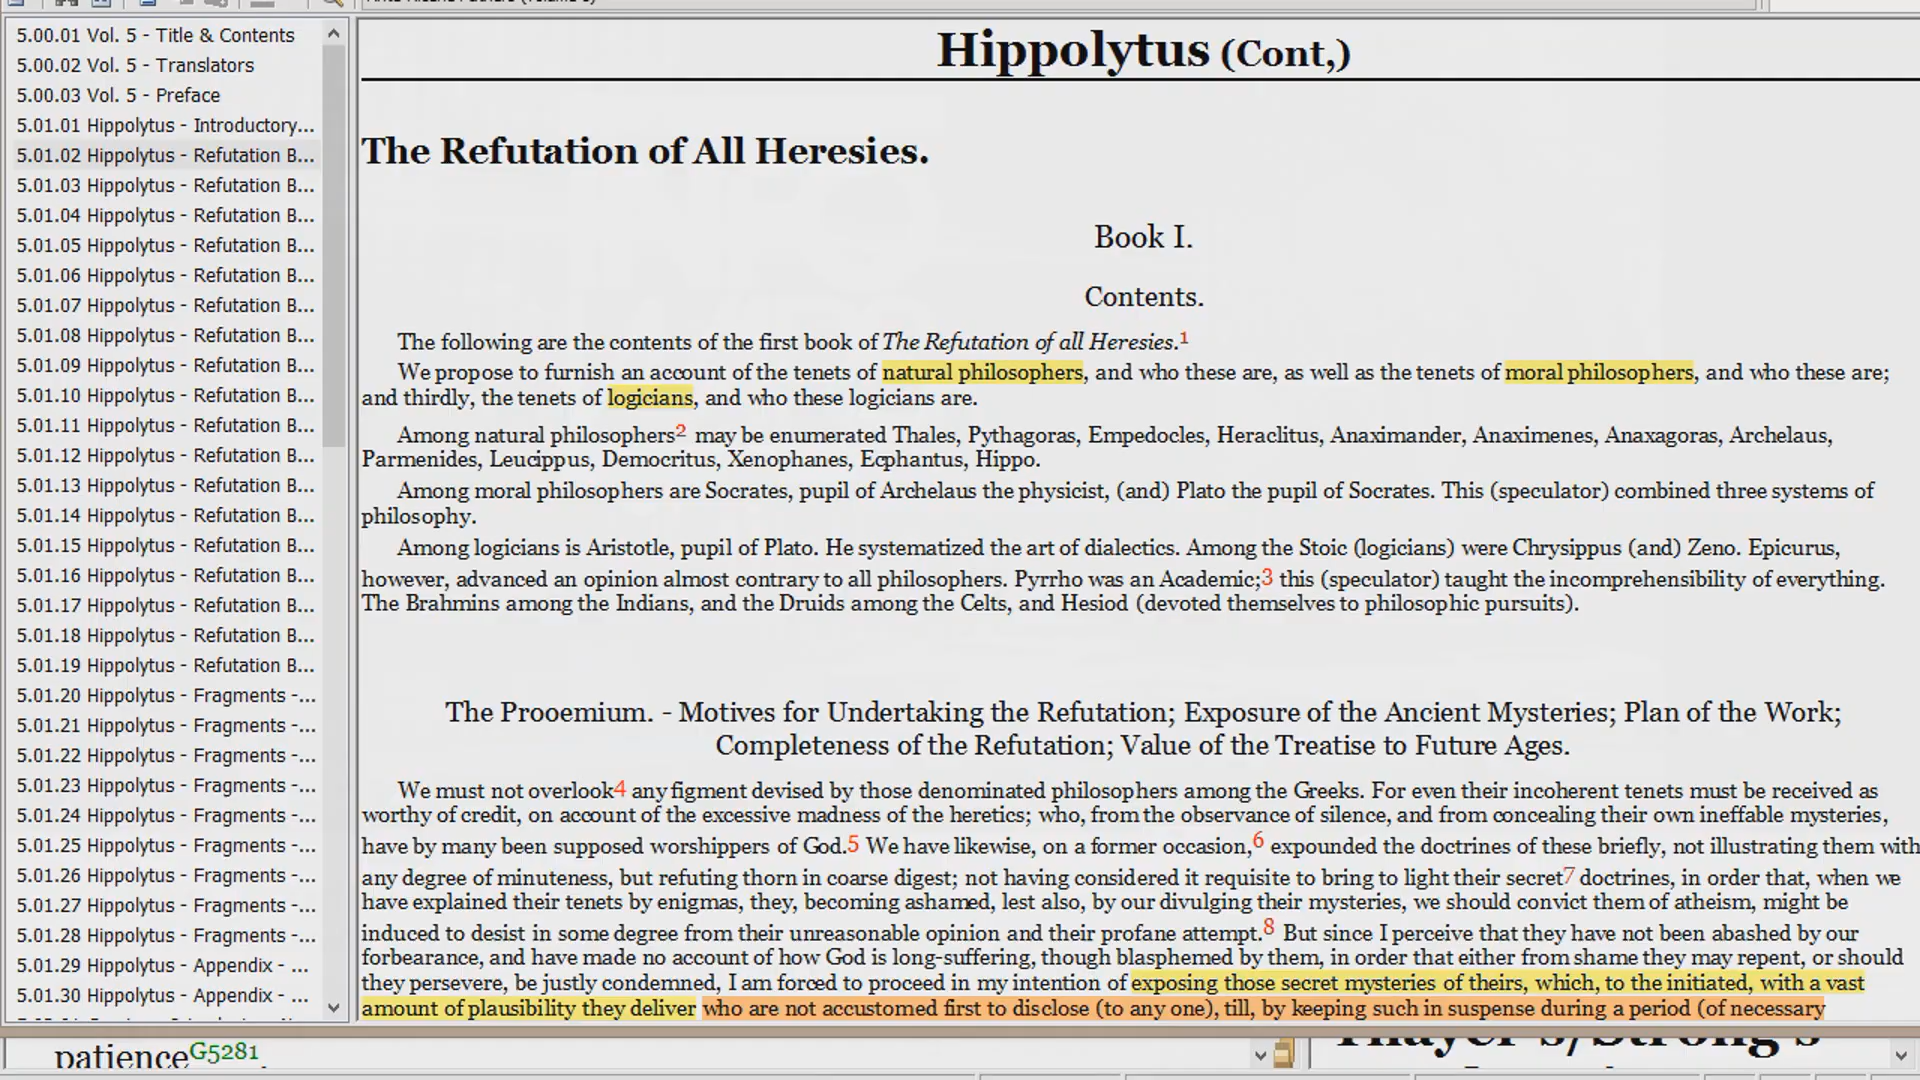 5.00.01 Vol. 5 - Title & Contents
5.00.02 Vol. 5 - Translators
5.00.03 Vol. 5 - Preface
5.01.01 Hippolytus - Introductory...
5.01.02 Hippolytus - Refutation B...
5.01.03 Hippolytus - Refutation B...
5.01.04 Hippolytus - Refutation B...
5.01.05 Hippolytus - Refutation B...
5.01.06 Hippolytus - Refutation B...
5.01.07 Hippolytus - Refutation B...
5.01.08 Hippolytus - Refutation B...
5.01.09 Hippolytus - Refutation B...
5.01.10 Hippolytus - Refutation B...
5.01.11 Hippolytus - Refutation B...
5.01.12 Hippolytus - Refutation B...
5.01.13 Hippolytus - Refutation B...
5.01.14 Hippolytus - Refutation B...
5.01.15 Hippolytus - Refutation B...
5.01.16 Hippolytus - Refutation B...
5.01.17 Hippolytus - Refutation B...
5.01.18 Hippolytus - Refutation B...
5.01.19 Hippolytus - Refutation B...
5.01.20 Hippolytus - Fragments -...
5.01.21 Hippolytus - Fragments -...
5.01.22 Hippolytus - Fragments -...
5.01.23 Hippolytus - Fragments -...
5.01.24 Hippolytus - Fragments -...
5.01.25 Hippolytus - Fragments -...
5.01.26 Hippolytus - Fragments -...
5.01.27 Hippolytus - Fragments -...
5.01.28 Hippolytus - Fragments -...
5.01.29 Hippolytus - Appendix - ...
5.01.30 Hippolytus - Appendix - ...
Hippolytus (Cont,)
The Refutation of All Heresies.
Book I.
Contents.
The following are the contents of the first book of The Refutation of all Heresies.1
We propose to furnish an account of the tenets of natural philosophers, and who these are, as well as the tenets of moral philosophers, and who these are;
and thirdly, the tenets of logicians, and who these logicians are.
Among natural philosophers2 may be enumerated Thales, Pythagoras, Empedocles, Heraclitus, Anaximander, Anaximenes, Anaxagoras, Archelaus,
Parmenides, Leucippus, Democritus, Xenophanes, Ecphantus, Hippo.
Among moral philosophers are Socrates, pupil of Archelaus the physicist, (and) Plato the pupil of Socrates. This (speculator) combined three systems of
philosophy.
Among logicians is Aristotle, pupil of Plato. He systematized the art of dialectics. Among the Stoic (logicians) were Chrysippus (and) Zeno. Epicurus,
however, advanced an opinion almost contrary to all philosophers. Pyrrho was an Academic;3 this (speculator) taught the incomprehensibility of everything.
The Brahmins among the Indians, and the Druids among the Celts, and Hesiod (devoted themselves to philosophic pursuits).
The Prooemium. - Motives for Undertaking the Refutation; Exposure of the Ancient Mysteries; Plan of the Work;
Completeness of the Refutation; Value of the Treatise to Future Ages.
We must not overlook4 any figment devised by those denominated philosophers among the Greeks. For even their incoherent tenets must be received as
worthy of credit, on account of the excessive madness of the heretics; who, from the observance of silence, and from concealing their own ineffable mysteries,
have by many been supposed worshippers of God.5 We have likewise, on a former occasion,6 expounded the doctrines of these briefly, not illustrating them with
any degree of minuteness, but refuting thorn in coarse digest; not having considered it requisite to bring to light their secret7 doctrines, in order that, when we
have explained their tenets by enigmas, they, becoming ashamed, lest also, by our divulging their mysteries, we should convict them of atheism, might be
induced to desist in some degree from their unreasonable opinion and their profane attempt.8 But since I perceive that they have not been abashed by our
forbearance, and have made no account of how God is long-suffering, though blasphemed by them, in order that either from shame they may repent, or should
they persevere, be justly condemned, I am forced to proceed in my intention of exposing those secret mysteries of theirs, which, to the initiated, with a vast
amount of plausibility they deliver who are not accustomed first to disclose (to any one), till, by keeping such in suspense during a period (of necessary
patienceG5281
Thayer's/Strong's